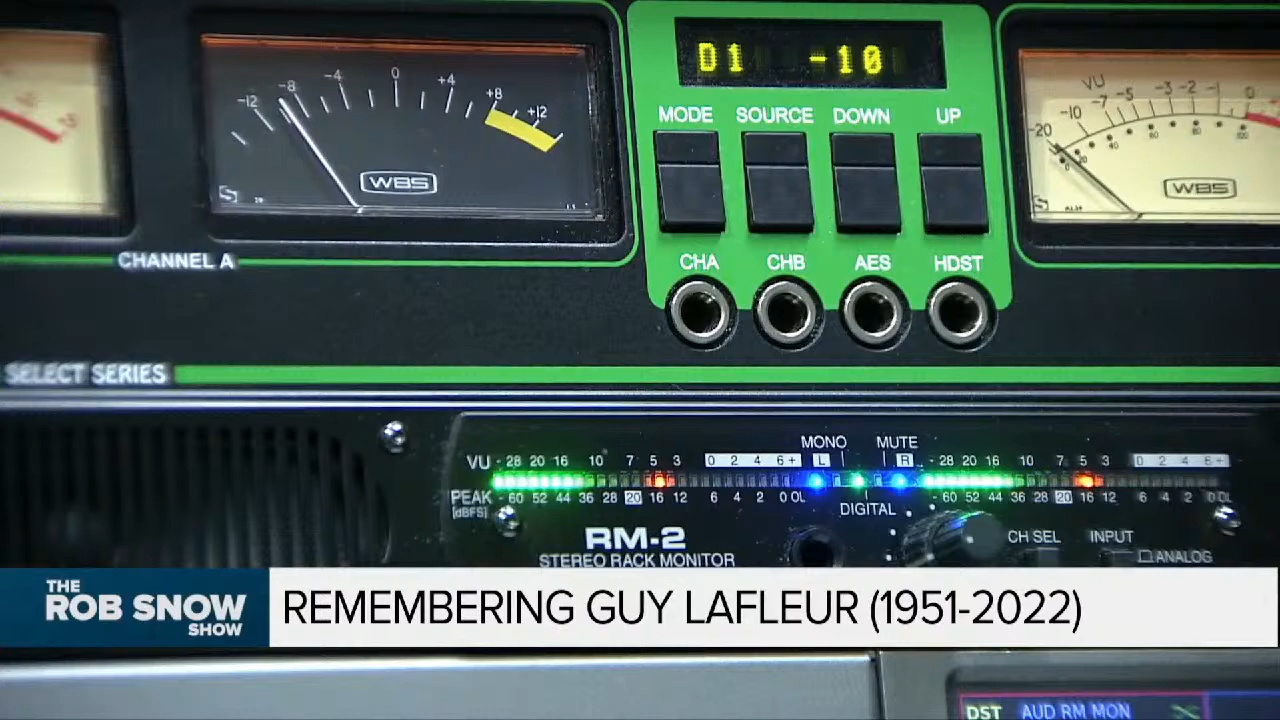 D1 -10
MODE SOURCE DOWN UP
-12 -8 -4 0 +4 +8 +12
WBS
VU
-20 -10 -7 -5 -3 -2 -1 0
WBS
CHANNEL A
CHA CHB AES HDST
SELECT SERIES
MONO MUTE
VU - 28 20 16 10 7 5 3 0 2 4 6+ L R - 28 20 16 10 7 5 3 0 2 4 6+
PEAK - 60 52 44 36 28 20 16 12 6 4 2 0 OL - 60 52 44 36 28 20 16 12 6 4 2 0 OL
[dBFS]
DIGITAL
RM-2
STEREO RACK MONITOR
CH SEL INPUT
ANALOG
THE
ROB SNOW
SHOW
REMEMBERING GUY LAFLEUR (1951-2022)
DST AUD RM MON